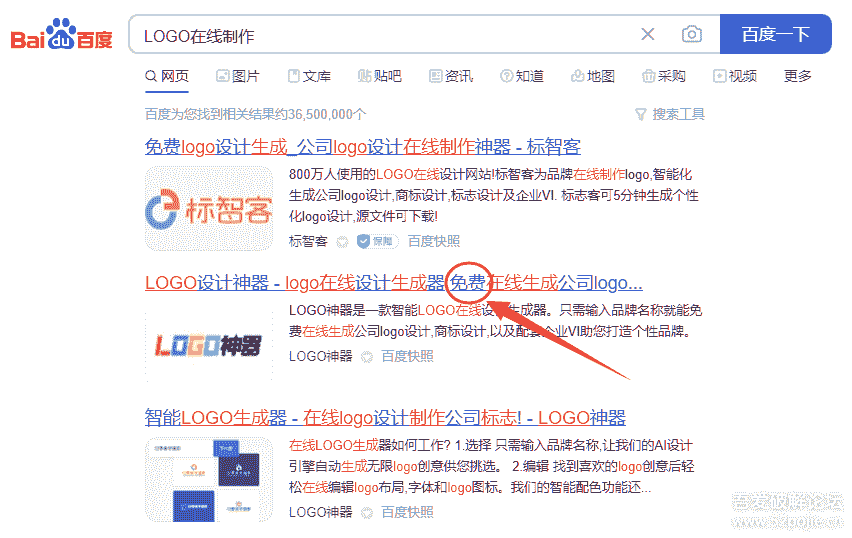 Bai du 百度
LOGO在线制作
百度一下
网页 图片 文库 贴吧 资讯 知道 地图 采购 视频 更多
百度为您找到相关结果约36,500,000个
搜索工具
免费logo设计生成_公司logo设计在线制作神器 - 标智客
标智客
800万人使用的LOGO在线设计网站!标智客为品牌在线制作logo,智能化
生成公司logo设计,商标设计,标志设计及企业VI. 标志客可5分钟生成个性
化logo设计,源文件可下载!
标智客 保障 百度快照
LOGO设计神器 - logo在线设计生成器 免费在线生成公司logo...
LOGO神器
LOGO神器是一款智能LOGO在线设计生成器。只需输入品牌名称就能免
费在线生成公司logo设计,商标设计,以及配套企业VI助您打造个性品牌。
LOGO神器 百度快照
智能LOGO生成器 - 在线logo设计制作公司标志! - LOGO神器
在线LOGO生成器如何工作? 1.选择 只需输入品牌名称,让我们的AI设计
引擎自动生成无限logo创意供您挑选。 2.编辑 找到喜欢的logo创意后轻
松在线编辑logo布局,字体和logo图标。我们的智能配色功能还...
LOGO神器 百度快照
吾爱破解论坛
www.52pojie.cn